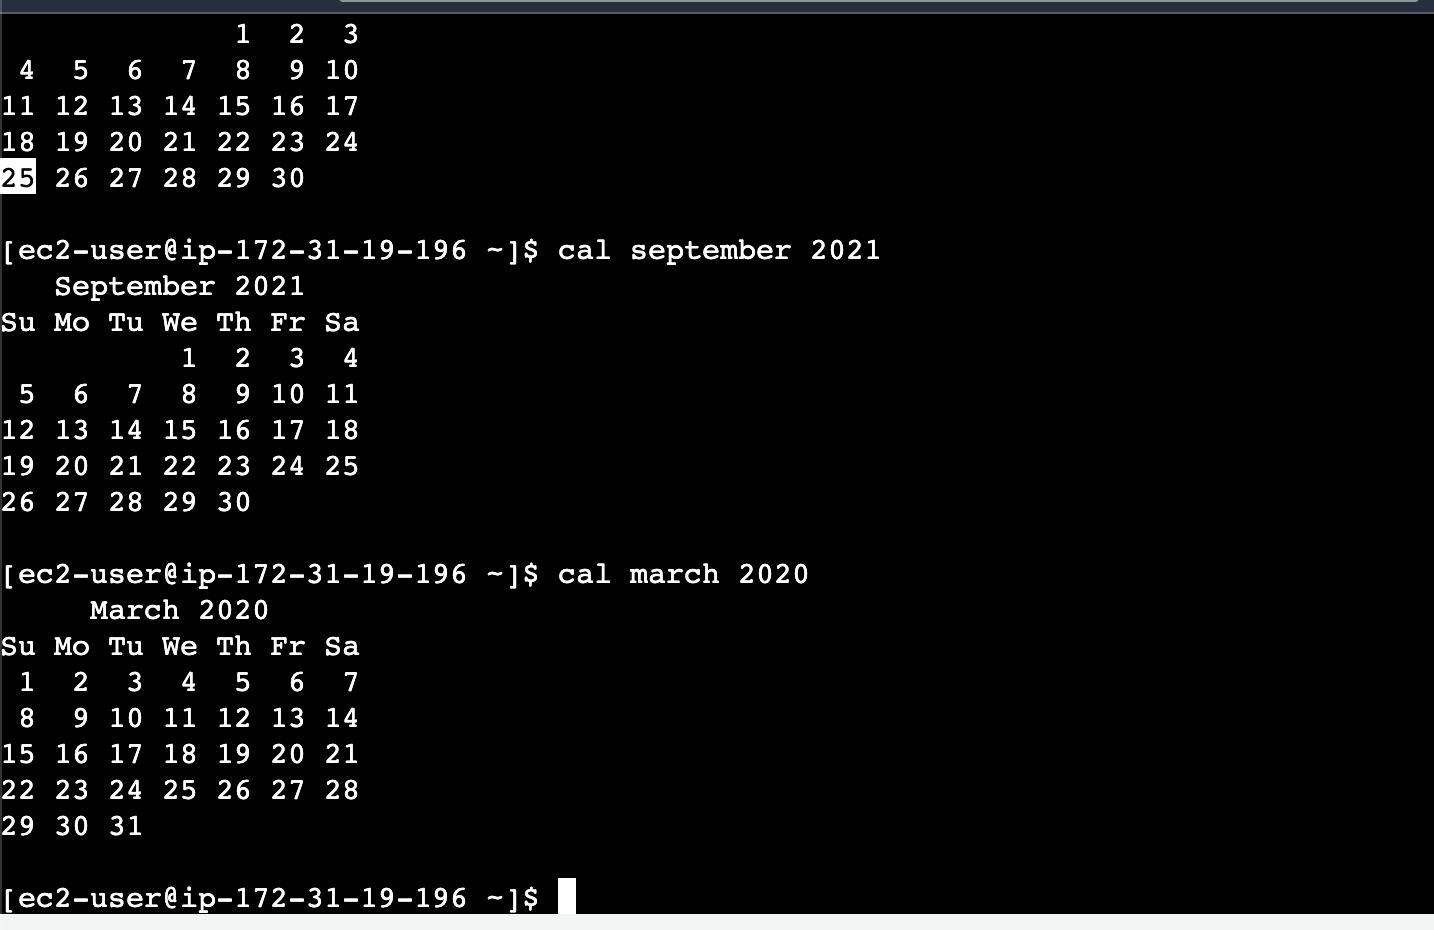 1  2  3
 4  5  6  7  8  9 10
11 12 13 14 15 16 17
18 19 20 21 22 23 24
25 26 27 28 29 30
[ec2-user@ip-172-31-19-196 ~]$ cal september 2021
   September 2021
Su Mo Tu We Th Fr Sa
          1  2  3  4
 5  6  7  8  9 10 11
12 13 14 15 16 17 18
19 20 21 22 23 24 25
26 27 28 29 30
[ec2-user@ip-172-31-19-196 ~]$ cal march 2020
     March 2020
Su Mo Tu We Th Fr Sa
 1  2  3  4  5  6  7
 8  9 10 11 12 13 14
15 16 17 18 19 20 21
22 23 24 25 26 27 28
29 30 31
[ec2-user@ip-172-31-19-196 ~]$